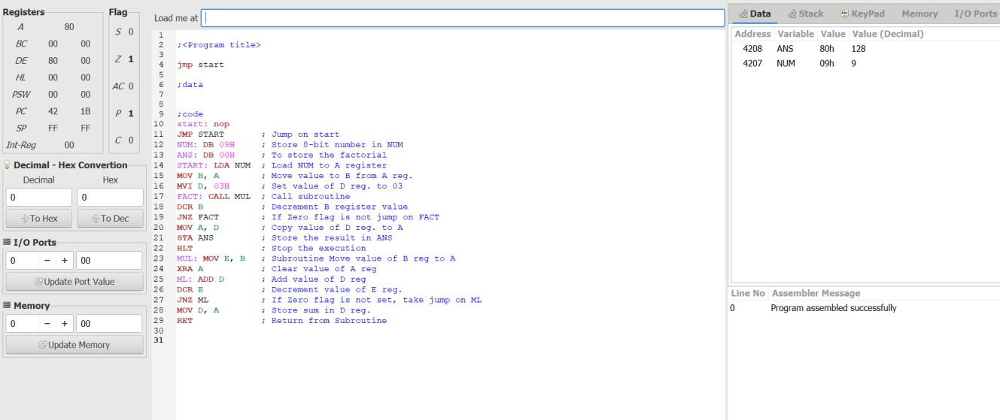 Registers
A 80
BC 00 00
DE 80 00
HL 00 00
PSW 00 00
PC 42 1B
SP FF FF
Int-Reg 00
Flag
S 0
Z 1
AC 0
P 1
C 0
Decimal - Hex Convertion
Decimal Hex
0 0
To Hex To Dec
I/O Ports
0 − + 00
Update Port Value
Memory
0 − + 00
Update Memory
Load me at
1
2 ;<Program title>
3
4 jmp start
5
6 ;data
7
8
9 ;code
10 start: nop
11 JMP START ; Jump on start
12 NUM: DB 09H ; Store 8-bit number in NUM
13 ANS: DB 00H ; To store the factorial
14 START: LDA NUM ; Load NUM to A register
15 MOV B, A ; Move value to B from A reg.
16 MVI D, 03H ; Set value of D reg. to 03
17 FACT: CALL MUL ; Call subroutine
18 DCR B ; Decrement B register value
19 JNZ FACT ; If Zero flag is not jump on FACT
20 MOV A, D ; Copy value of D reg. to A
21 STA ANS ; Store the result in ANS
22 HLT ; Stop the execution
23 MUL: MOV E, B ; Subroutine Move value of B reg to A
24 XRA A ; Clear value of A reg
25 ML: ADD D ; Add value of D reg
26 DCR E ; Decrement value of E reg.
27 JNZ ML ; If Zero flag is not set, take jump on ML
28 MOV D, A ; Store sum in D reg.
29 RET ; Return from Subroutine
30
31
Data Stack KeyPad Memory I/O Ports
Address Variable Value Value (Decimal)
4208 ANS 80h 128
4207 NUM 09h 9
Line No Assembler Message
0 Program assembled successfully